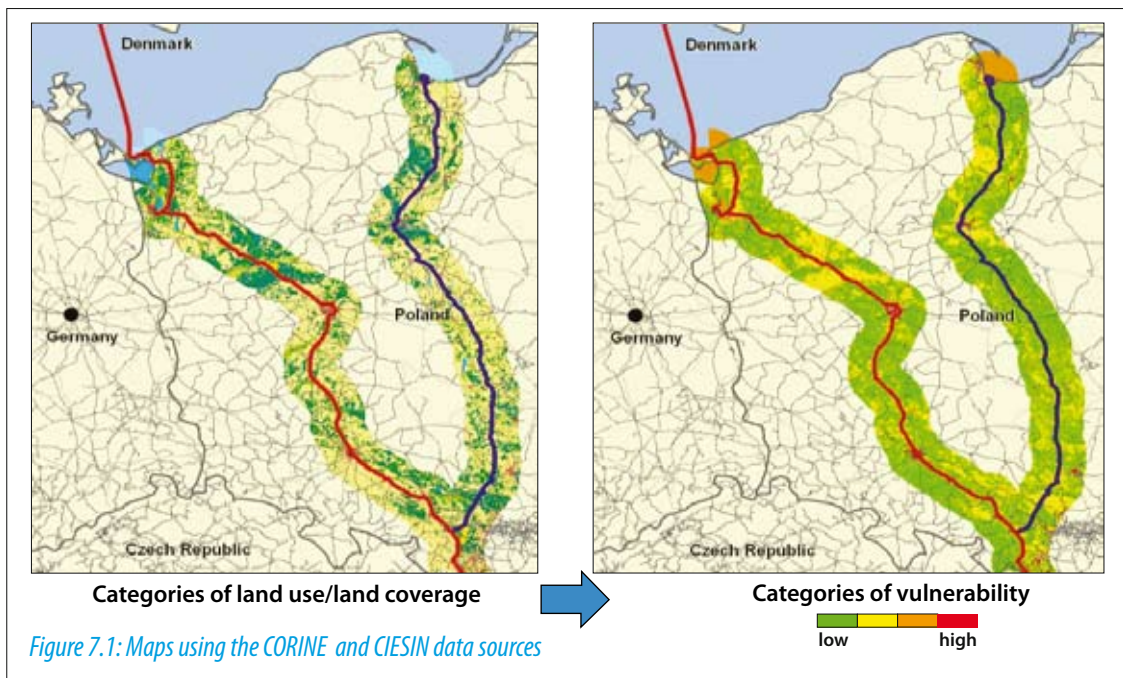 Denmark
Poland
Germany
Czech Republic
Categories of land use/land coverage
Denmark
Poland
Germany
Czech Republic
Categories of vulnerability
low high
Figure 7.1: Maps using the CORINE and CIESIN data sources